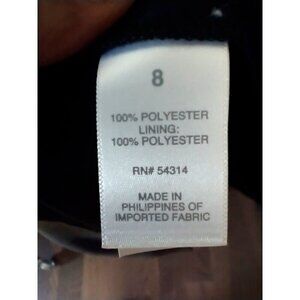 8
100% POLYESTER
LINING:
100% POLYESTER
RN# 54314
MADE IN
PHILIPPINES OF
IMPORTED FABRIC